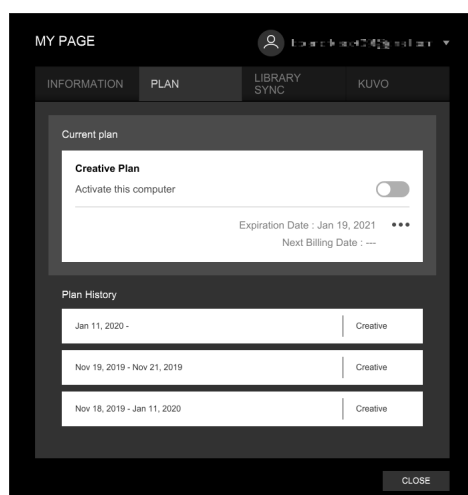 MY PAGE
INFORMATION
PLAN
LIBRARY
SYNC
KUVO
Current plan
Creative Plan
Activate this computer
Expiration Date : Jan 19, 2021
Next Billing Date : ---
Plan History
Jan 11, 2020 - Creative
Nov 19, 2019 - Nov 21, 2019 Creative
Nov 18, 2019 - Jan 11, 2020 Creative
CLOSE